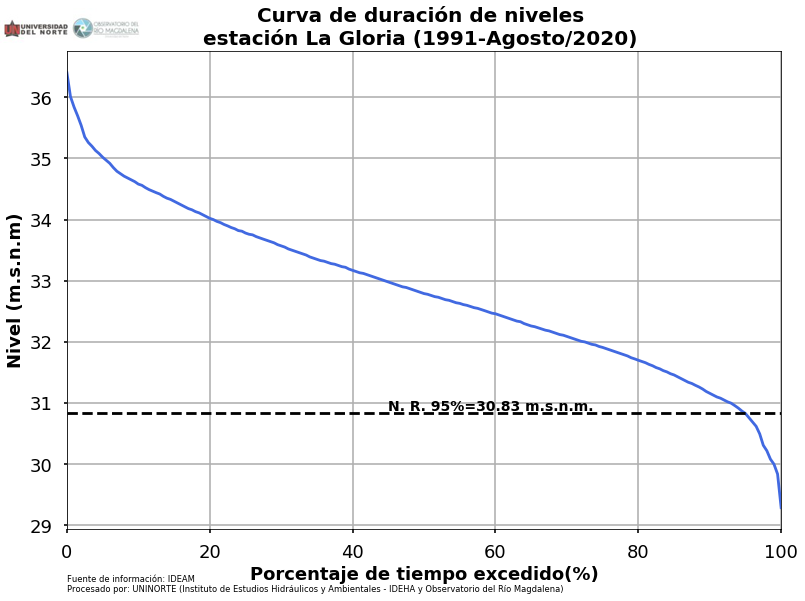 Curva de duración de niveles
estación La Gloria (1991-Agosto/2020)
UNIVERSIDAD
DEL NORTE
OBSERVATORIO DEL
RÍO MAGDALENA
Nivel (m.s.n.m)
36
35
34
33
32
31
30
29
N. R. 95%=30.83 m.s.n.m.
0 20 40 60 80 100
Porcentaje de tiempo excedido(%)
Fuente de información: IDEAM
Procesado por: UNINORTE (Instituto de Estudios Hidráulicos y Ambientales - IDEHA y Observatorio del Río Magdalena)